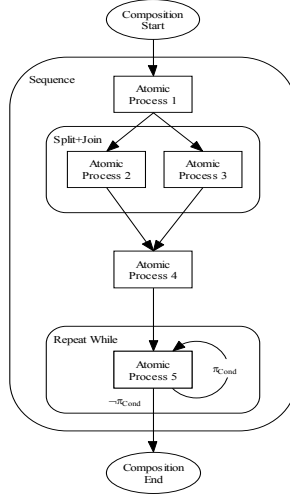 Composition
Start
Sequence
Atomic
Process 1
Split+Join
Atomic
Process 2
Atomic
Process 3
Atomic
Process 4
Repeat While
Atomic
Process 5
πCond
¬πCond
Composition
End